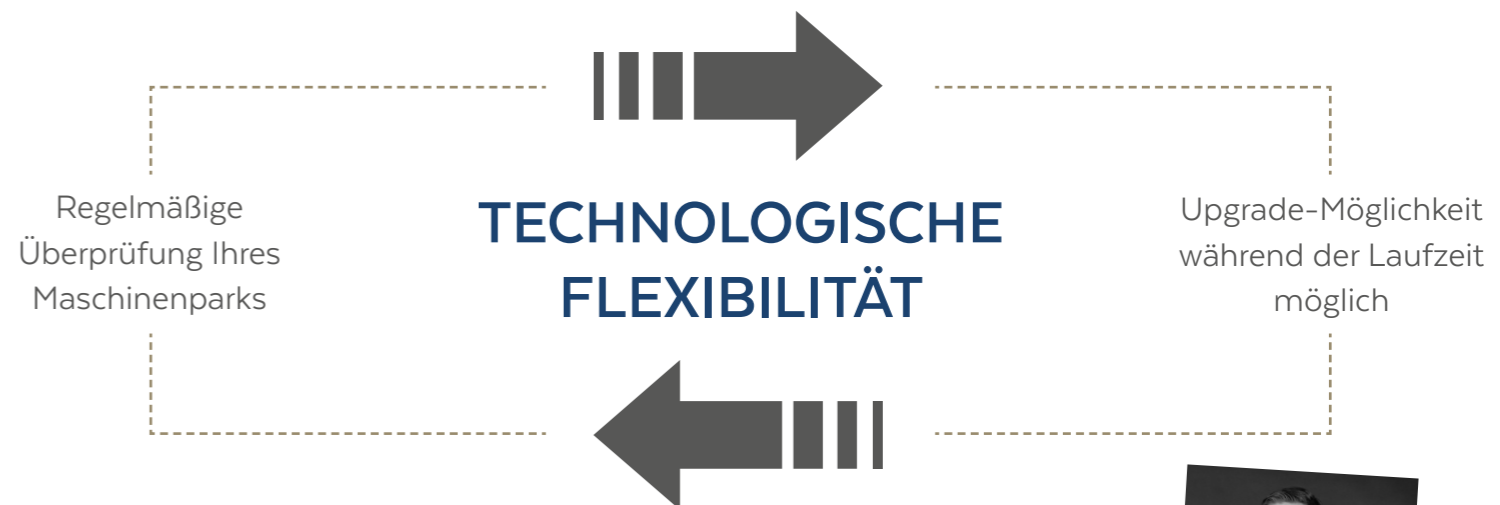 Regelmäßige
Überprüfung Ihres
Maschinenparks
TECHNOLOGISCHE
FLEXIBILITÄT
Upgrade-Möglichkeit
während der Laufzeit
möglich